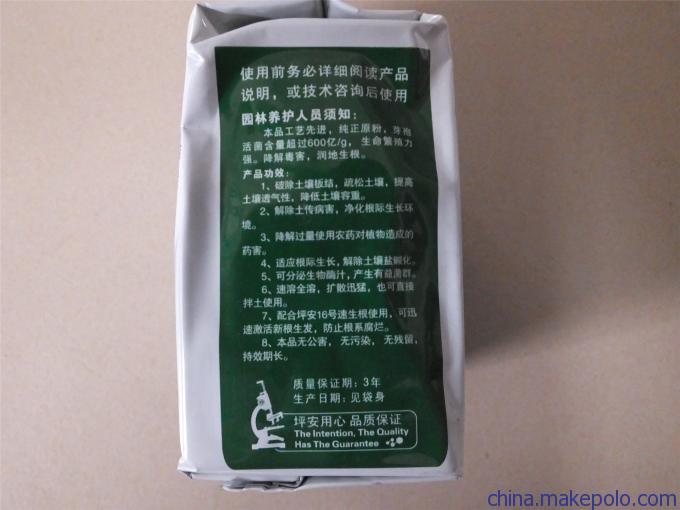 使用前务必详细阅读产品
说明，或技术咨询后使用
园林养护人员须知：
本品工艺先进，纯正原粉，芽孢
活菌含量超过600亿/g，生命繁殖力
强。降解毒害，润地生根。
产品功效：
1、破除土壤板结，疏松土壤，提高
土壤透气性，降低土壤容重。
2、解除土传病害，净化根际生长环
境。
3、降解过量使用农药对植物造成的
药害。
4、适应根际生长，解除土壤盐碱化。
5、可分泌生物酶汁，产生有益菌群。
6、速溶全溶，扩散迅猛，也可直接
拌土使用。
7、配合坪安16号速生根使用，可迅
速激活新根生发，防止根系腐烂。
8、本品无公害，无污染，无残留，
持效期长。
质量保证期：3年
生产日期：见袋身
坪安用心 品质保证
The Intention, The Quality
Has The Guarantee
china.makepolo.com